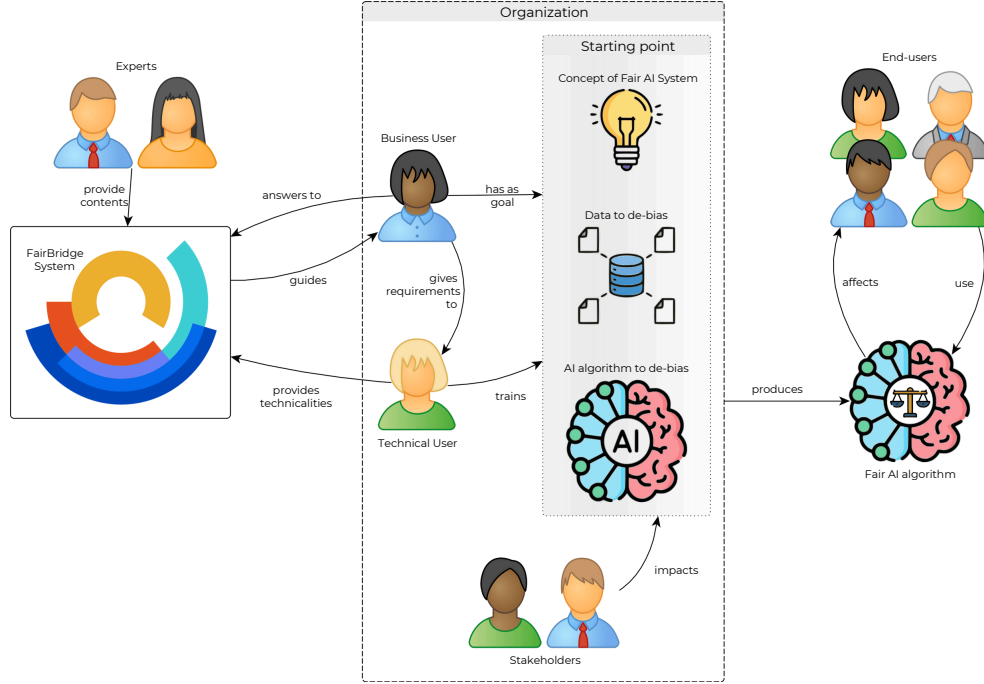 Organization
Starting point
Experts
End-users
Concept of Fair AI System
Business User
provide
contents
answers to
has as
goal
Data to de-bias
FairBridge
System
guides
gives
requirements
to
affects
use
AI algorithm to de-bias
provides
technicalities
trains
produces
AI
Technical User
Fair AI algorithm
impacts
Stakeholders